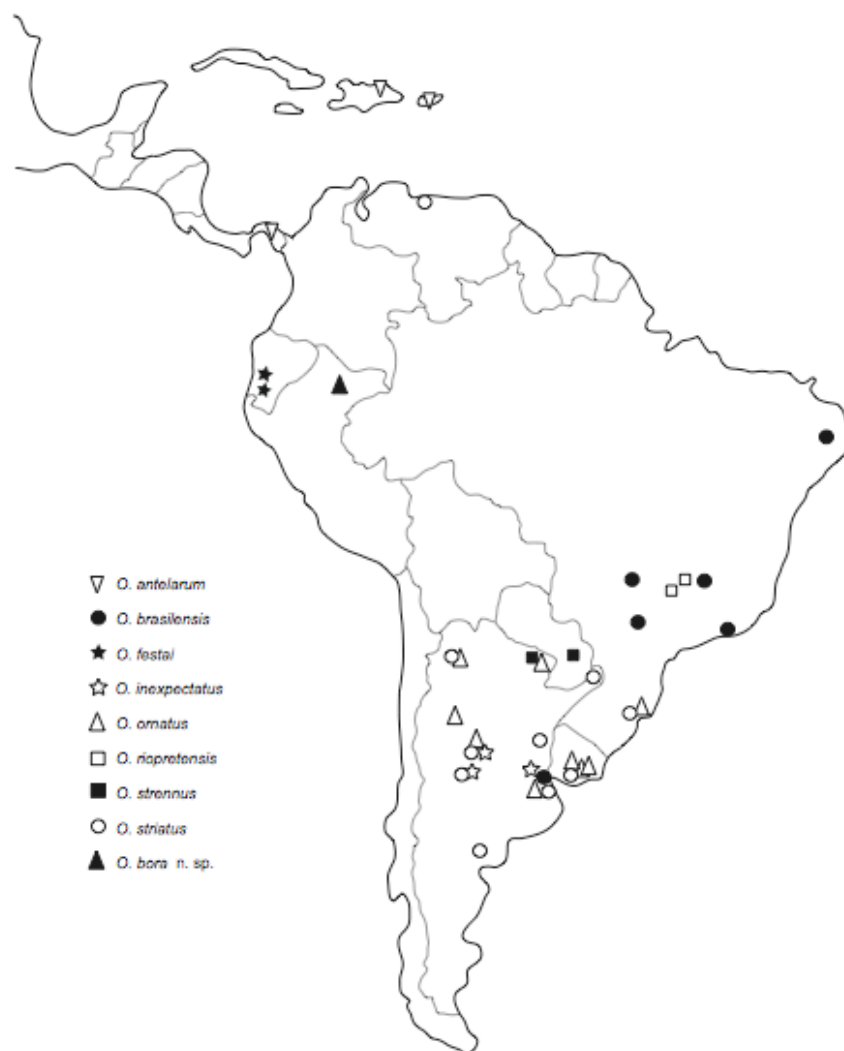 O. antelarum
O. brasilensis
O. festai
O. inexpectatus
O. ornatus
O. riopretensis
O. strennus
O. striatus
O. bora n. sp.